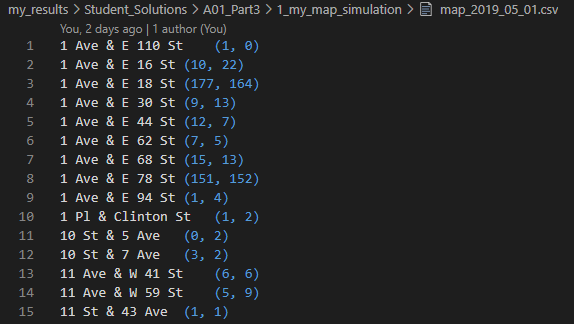 my_results > Student_Solutions > A01_Part3 > 1_my_map_simulation > map_2019_05_01.csv
You, 2 days ago | 1 author (You)
1 1 Ave & E 110 St (1, 0)
2 1 Ave & E 16 St (10, 22)
3 1 Ave & E 18 St (177, 164)
4 1 Ave & E 30 St (9, 13)
5 1 Ave & E 44 St (12, 7)
6 1 Ave & E 62 St (7, 5)
7 1 Ave & E 68 St (15, 13)
8 1 Ave & E 78 St (151, 152)
9 1 Ave & E 94 St (1, 4)
10 1 Pl & Clinton St (1, 2)
11 10 St & 5 Ave (0, 2)
12 10 St & 7 Ave (3, 2)
13 11 Ave & W 41 St (6, 6)
14 11 Ave & W 59 St (5, 9)
15 11 St & 43 Ave (1, 1)